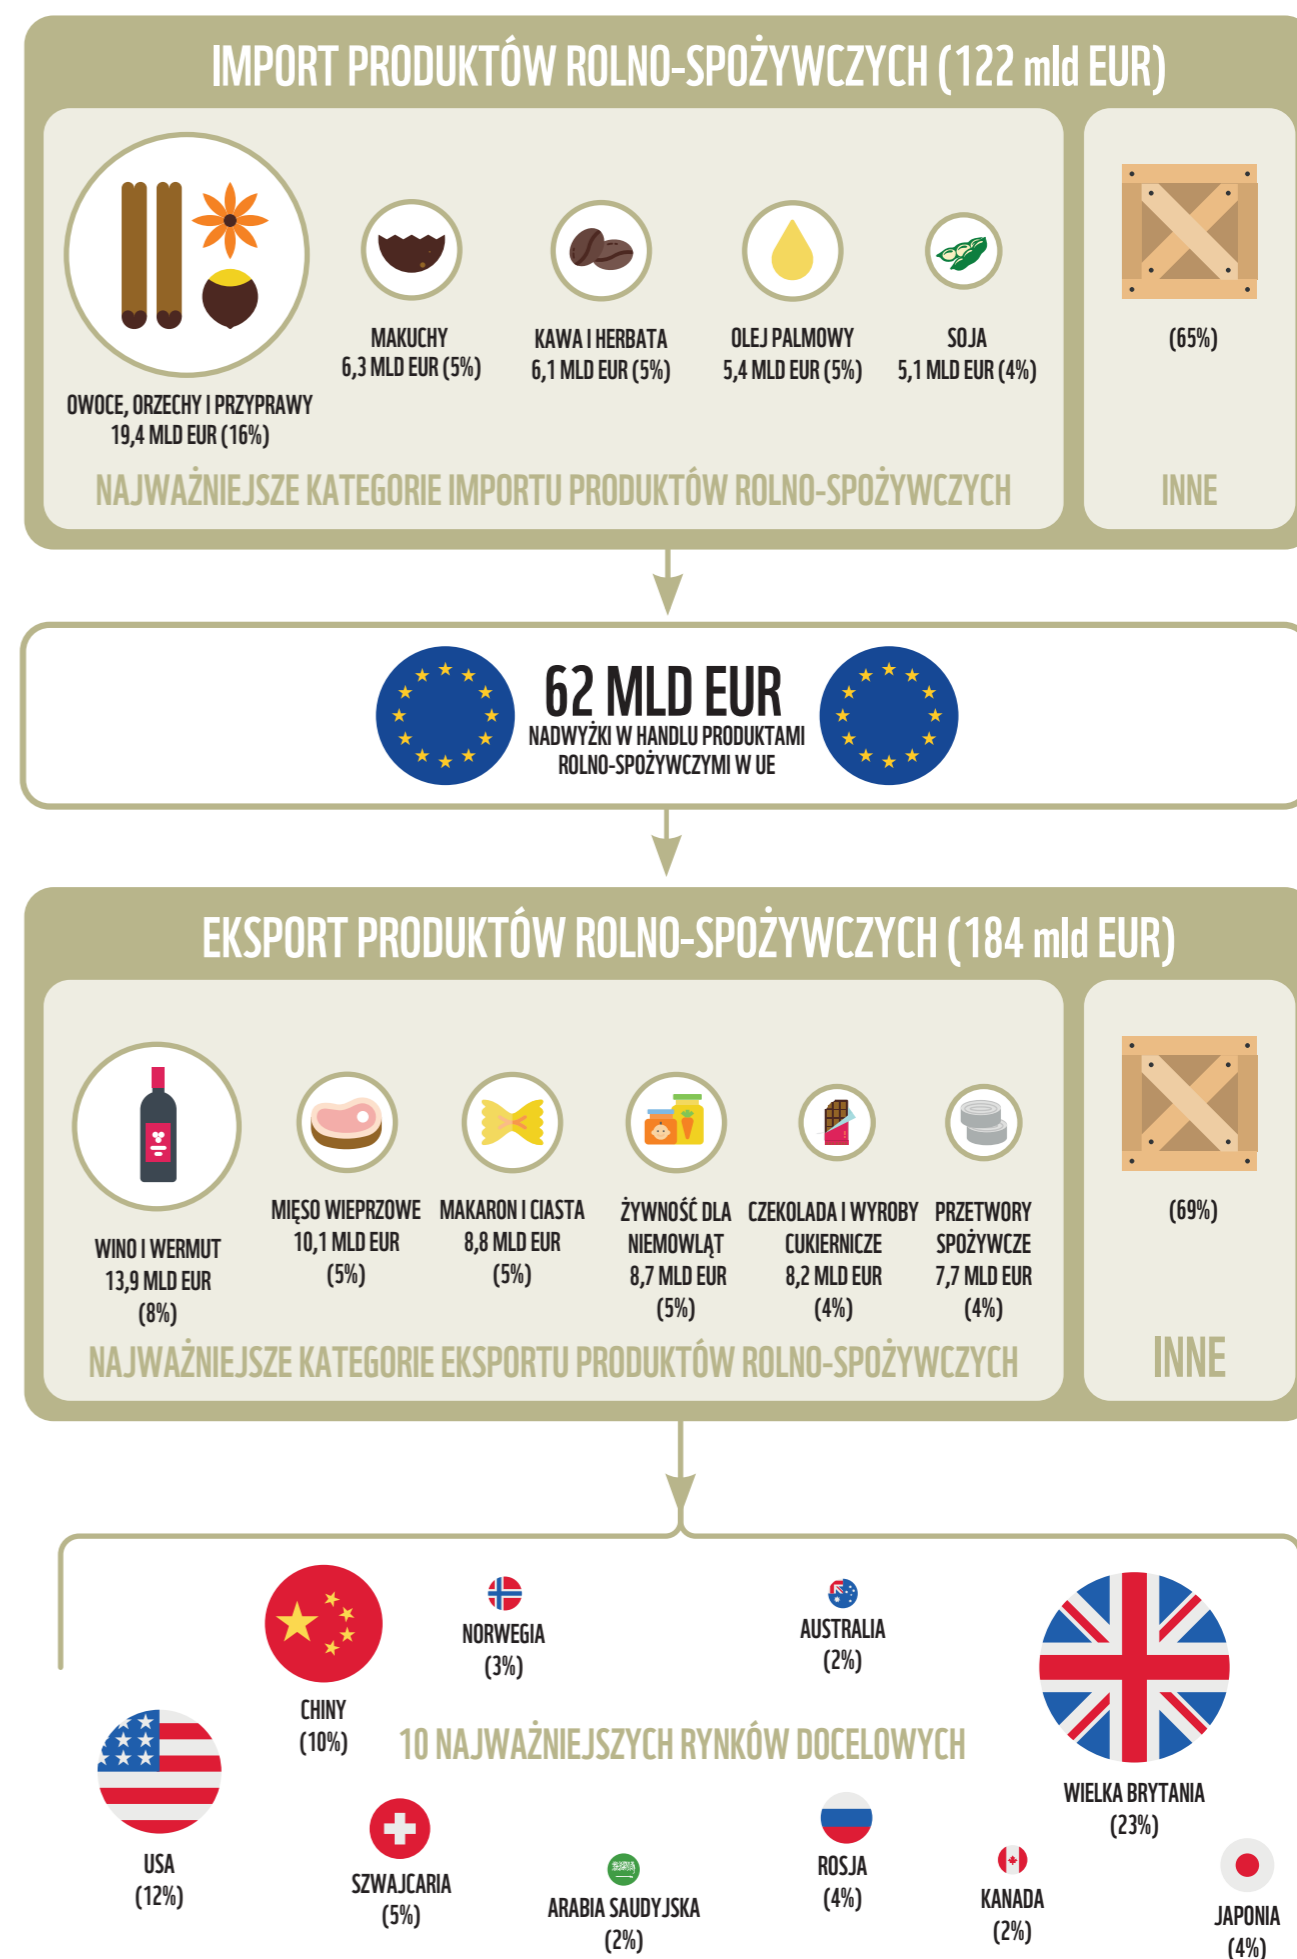 IMPORT PRODUKTÓW ROLNO-SPOŻYWCZYCH (122 mld EUR)
OWOCE, ORZECHY I PRZYPRAWY
19,4 MLD EUR (16%)
MAKUCHY
6,3 MLD EUR (5%)
KAWA I HERBATA
6,1 MLD EUR (5%)
OLEJ PALMOWY
5,4 MLD EUR (5%)
SOJA
5,1 MLD EUR (4%)
NAJWAŻNIEJSZE KATEGORIE IMPORTU PRODUKTÓW ROLNO-SPOŻYWCZYCH
(65%)
INNE
62 MLD EUR
NADWYŻKI W HANDLU PRODUKTAMI
ROLNO-SPOŻYWCZYMI W UE
EKSPORT PRODUKTÓW ROLNO-SPOŻYWCZYCH (184 mld EUR)
WINO I WERMUT
13,9 MLD EUR
(8%)
MIĘSO WIEPRZOWE
10,1 MLD EUR
(5%)
MAKARON I CIASTA
8,8 MLD EUR
(5%)
ŻYWNOŚĆ DLA
NIEMOWLĄT
8,7 MLD EUR
(5%)
CZEKOLADA I WYROBY
CUKIERNICZE
8,2 MLD EUR
(4%)
PRZETWORY
SPOŻYWCZE
7,7 MLD EUR
(4%)
NAJWAŻNIEJSZE KATEGORIE EKSPORTU PRODUKTÓW ROLNO-SPOŻYWCZYCH
(69%)
INNE
CHINY
(10%)
NORWEGIA
(3%)
AUSTRALIA
(2%)
10 NAJWAŻNIEJSZYCH RYNKÓW DOCELOWYCH
WIELKA BRYTANIA
(23%)
USA
(12%)
SZWAJCARIA
(5%)
ARABIA SAUDYJSKA
(2%)
ROSJA
(4%)
KANADA
(2%)
JAPONIA
(4%)